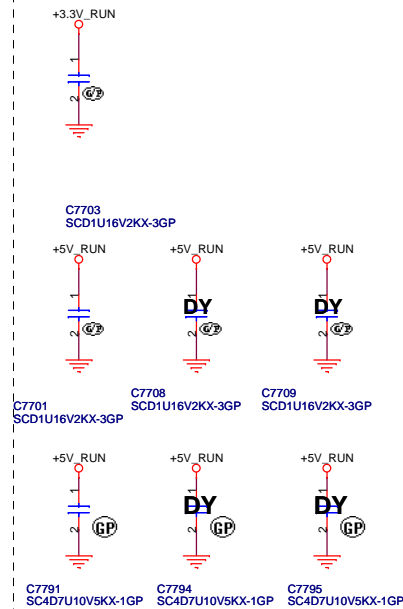 +3.3V_RUN
1
2
G/P
C7703
SCD1U16V2KX-3GP
+5V_RUN +5V_RUN +5V_RUN
1 1 1
DY DY
2 2 2
G/P G/P G/P
C7701 C7708 C7709
SCD1U16V2KX-3GP SCD1U16V2KX-3GP SCD1U16V2KX-3GP
+5V_RUN +5V_RUN +5V_RUN
1 1 1
DY DY
2 2 2
GP GP GP
C7791 C7794 C7795
SC4D7U10V5KX-1GP SC4D7U10V5KX-1GP SC4D7U10V5KX-1GP